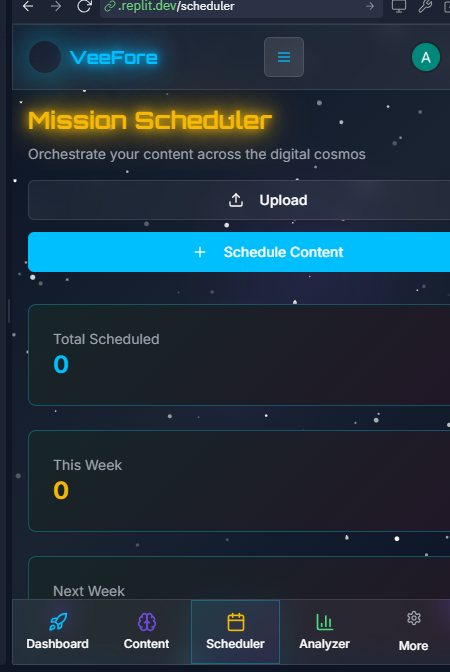 .replit.dev/scheduler
VeeFore
A
Mission Scheduler
Orchestrate your content across the digital cosmos
Upload
Schedule Content
Total Scheduled
0
This Week
0
Next Week
Dashboard
Content
Scheduler
Analyzer
More